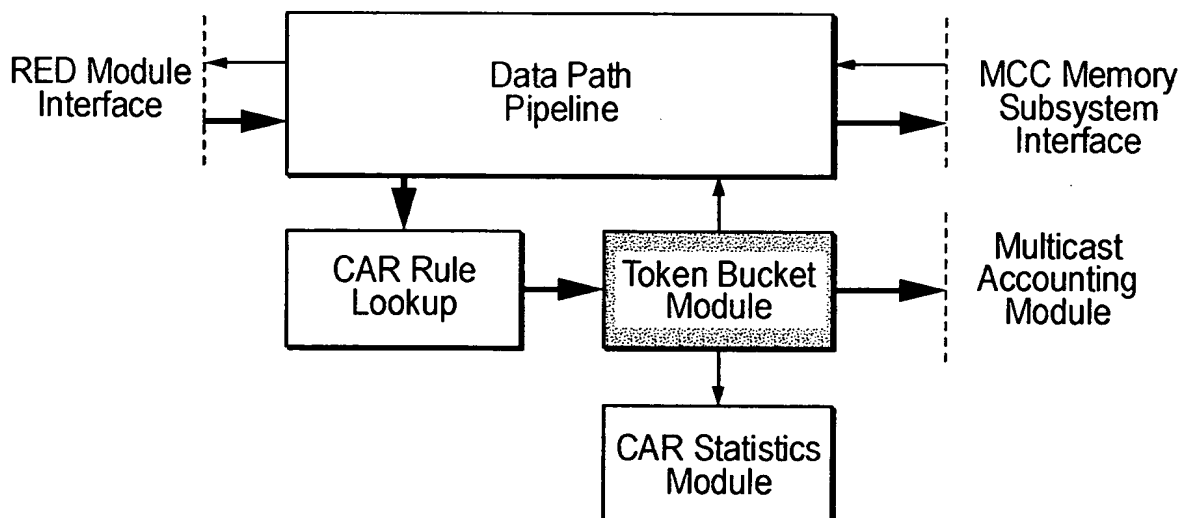 RED Module
Interface
Data Path
Pipeline
MCC Memory
Subsystem
Interface
CAR Rule
Lookup
Token Bucket
Module
Multicast
Accounting
Module
CAR Statistics
Module